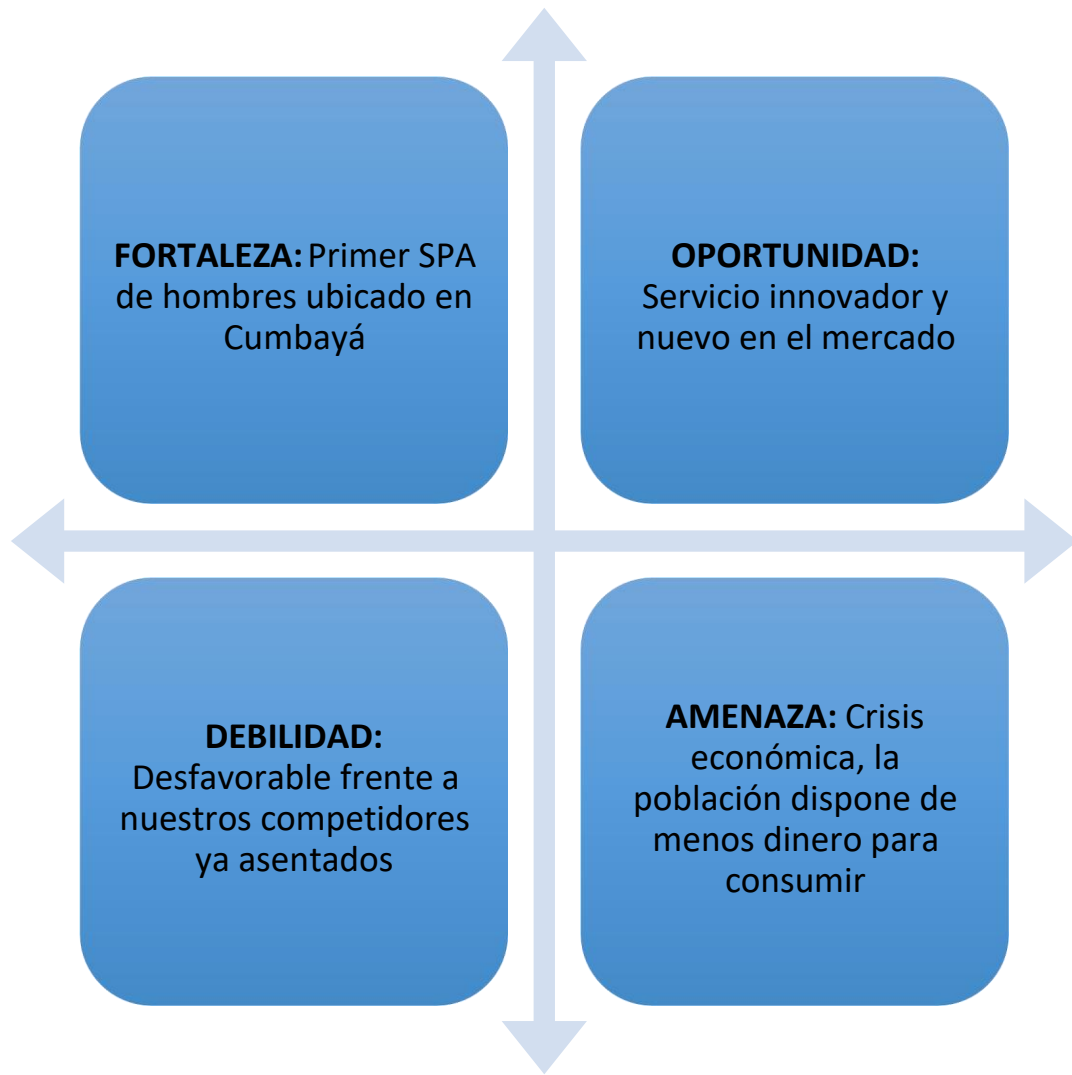 FORTALEZA: Primer SPA
de hombres ubicado en
Cumbayá
OPORTUNIDAD:
Servicio innovador y
nuevo en el mercado
DEBILIDAD:
Desfavorable frente a
nuestros competidores
ya asentados
AMENAZA: Crisis
económica, la
población dispone de
menos dinero para
consumir